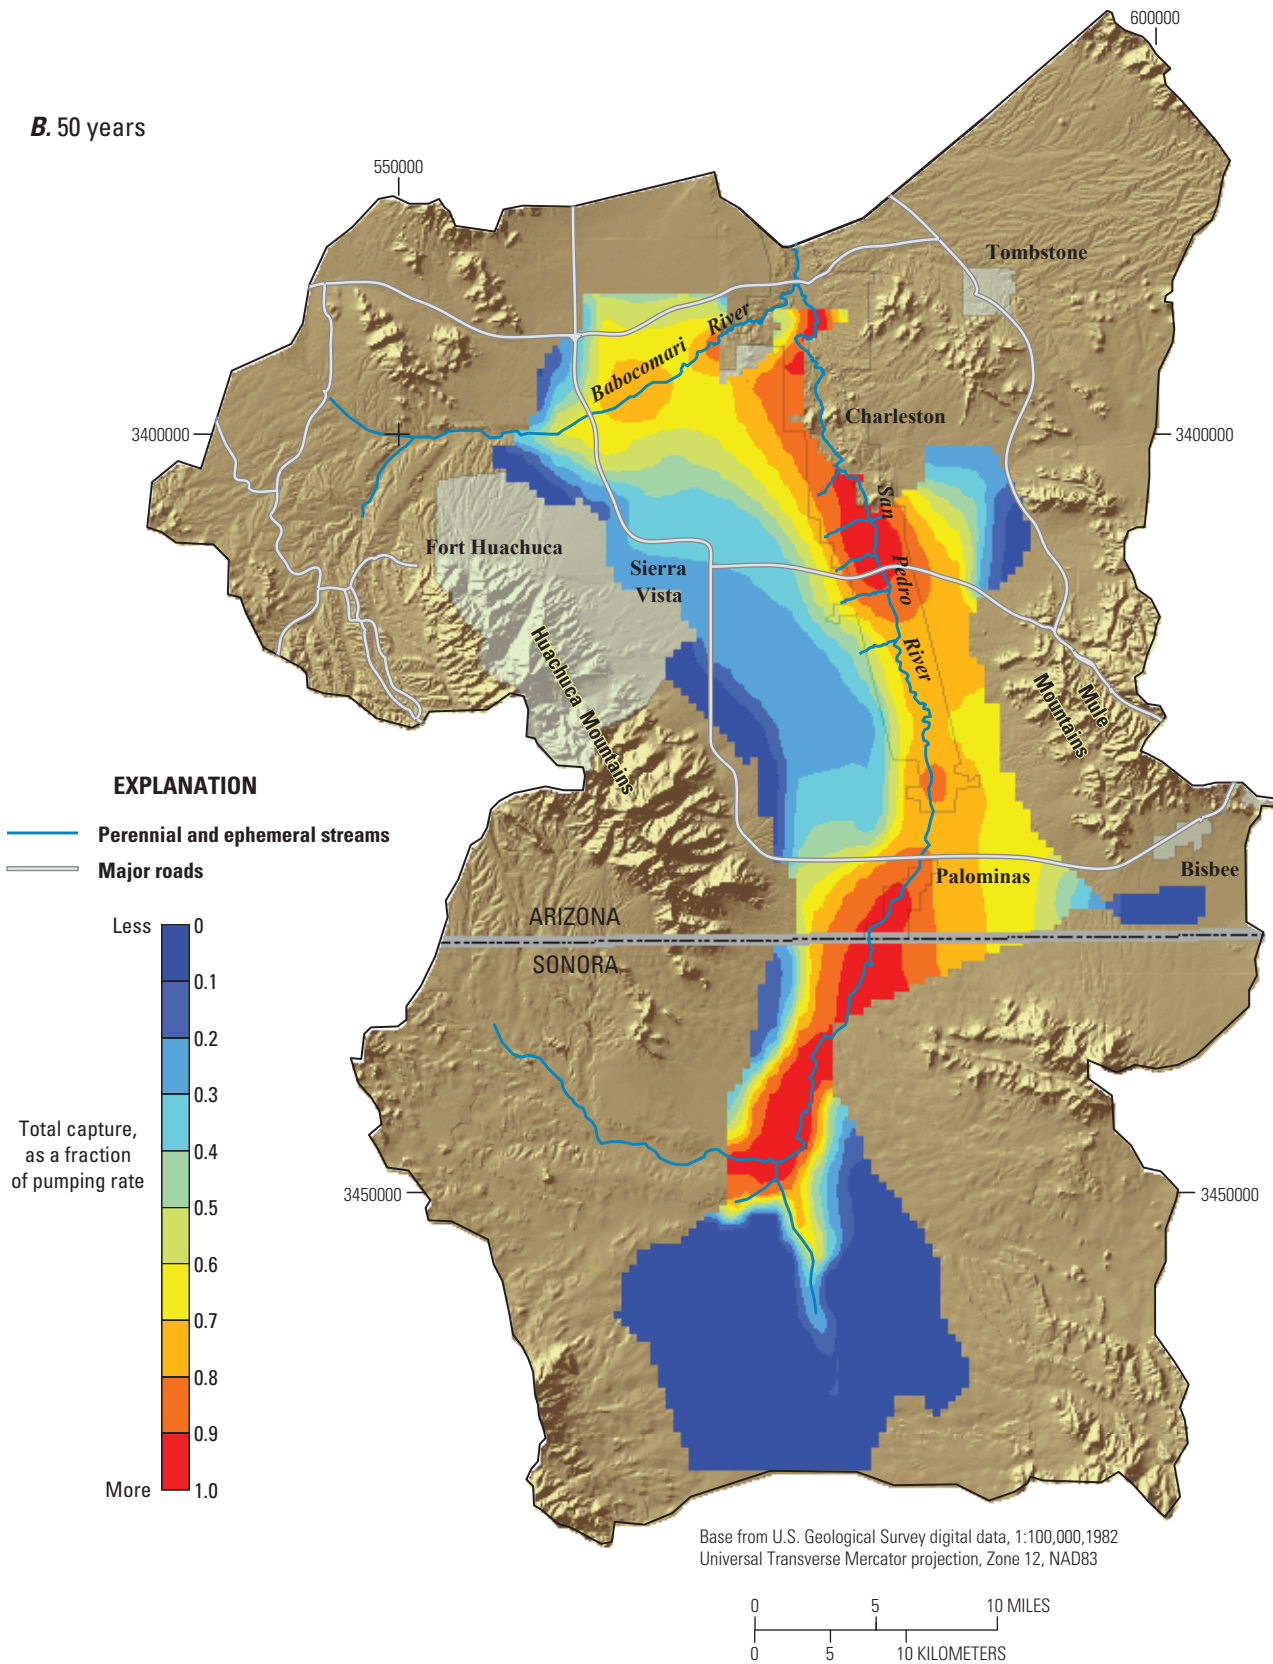 600000
B. 50 years
550000
Tombstone
Babocomari River
Charleston
3400000
3400000
San Pedro River
Fort Huachuca
Sierra
Vista
Huachuca Mountains
Mule
Mountains
EXPLANATION
Perennial and ephemeral streams
Major roads
Palominas
Bisbee
ARIZONA
SONORA
Less
0
0.1
0.2
0.3
Total capture,
as a fraction
of pumping rate
0.4
0.5
0.6
0.7
0.8
0.9
More
1.0
3450000
3450000
Base from U.S. Geological Survey digital data, 1:100,000,1982
Universal Transverse Mercator projection, Zone 12, NAD83
0 5 10 MILES
0 5 10 KILOMETERS